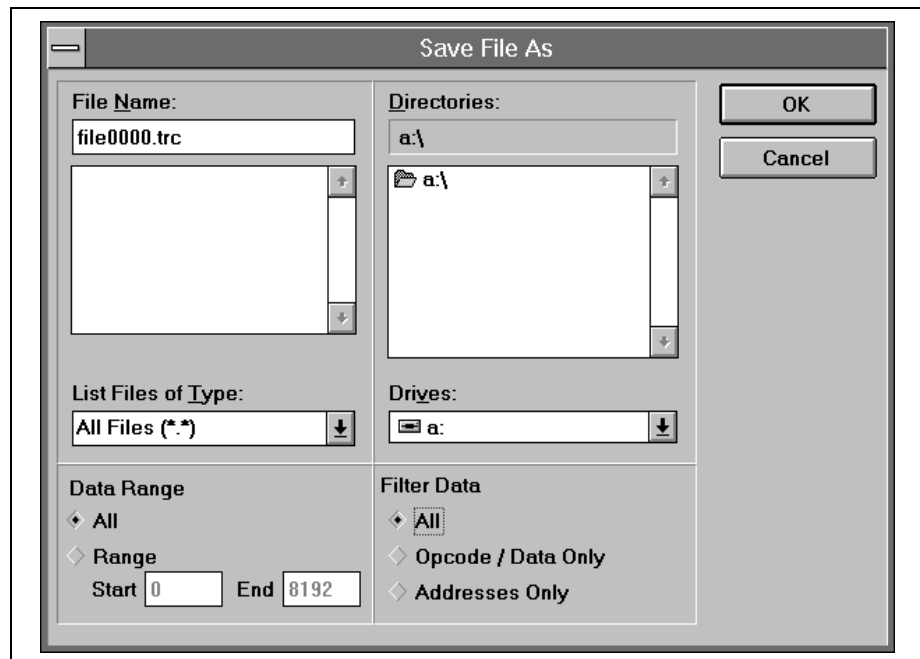 Save File As
File Name:
file0000.trc
Directories:
a:\
a:\
OK
Cancel
List Files of Type:
All Files (*.*)
Drives:
a:
Data Range
All
Range
Start 0 End 8192
Filter Data
All
Opcode / Data Only
Addresses Only